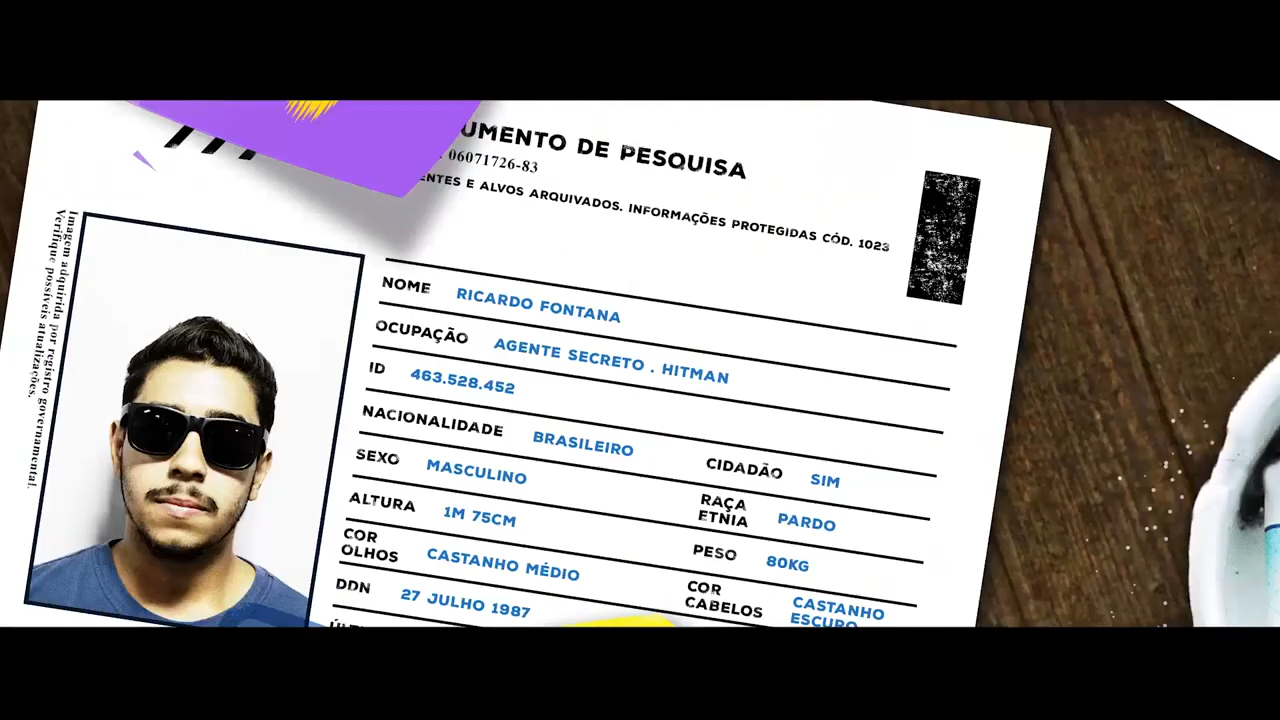 UMENTO DE PESQUISA
06071726-83
ENTES E ALVOS ARQUIVADOS. INFORMAÇÕES PROTEGIDAS CÓD. 1023
Imagem adquirida por registro governamental.
Verifique possíveis atualizações.
NOME RICARDO FONTANA
OCUPAÇÃO AGENTE SECRETO . HITMAN
ID 463.528.452
NACIONALIDADE BRASILEIRO CIDADÃO SIM
SEXO MASCULINO RAÇA ETNIA PARDO
ALTURA 1M 75CM PESO 80KG
COR OLHOS CASTANHO MÉDIO COR CABELOS CASTANHO ESCURO
DDN 27 JULHO 1987